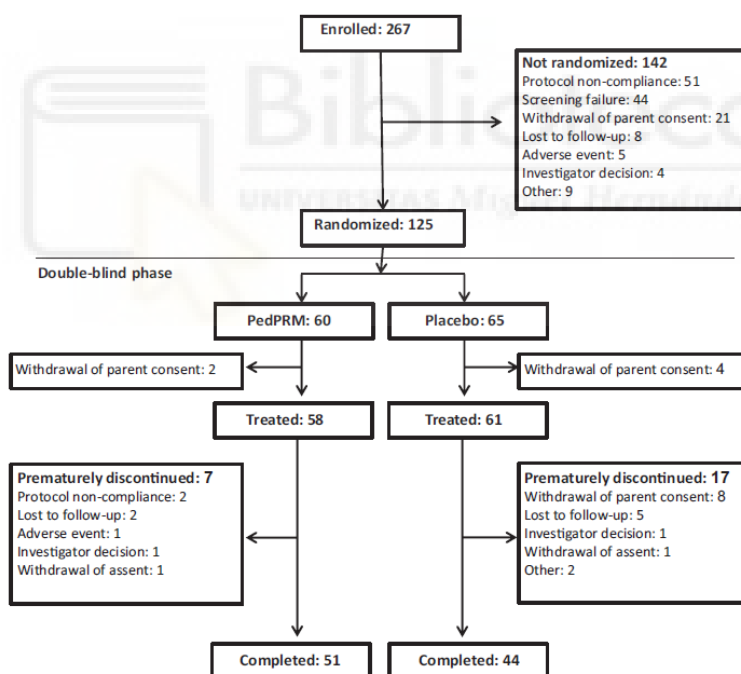 Enrolled: 267
Not randomized: 142
Protocol non-compliance: 51
Screening failure: 44
Withdrawal of parent consent: 21
Lost to follow-up: 8
Adverse event: 5
Investigator decision: 4
Other: 9
Biblioteca
UNIVERSITAS Miguel Hernández
Randomized: 125
Double-blind phase
PedPRM: 60
Placebo: 65
Withdrawal of parent consent: 2
Withdrawal of parent consent: 4
Treated: 58
Treated: 61
Prematurely discontinued: 7
Protocol non-compliance: 2
Lost to follow-up: 2
Adverse event: 1
Investigator decision: 1
Withdrawal of assent: 1
Prematurely discontinued: 17
Withdrawal of parent consent: 8
Lost to follow-up: 5
Investigator decision: 1
Withdrawal of assent: 1
Other: 2
Completed: 51
Completed: 44